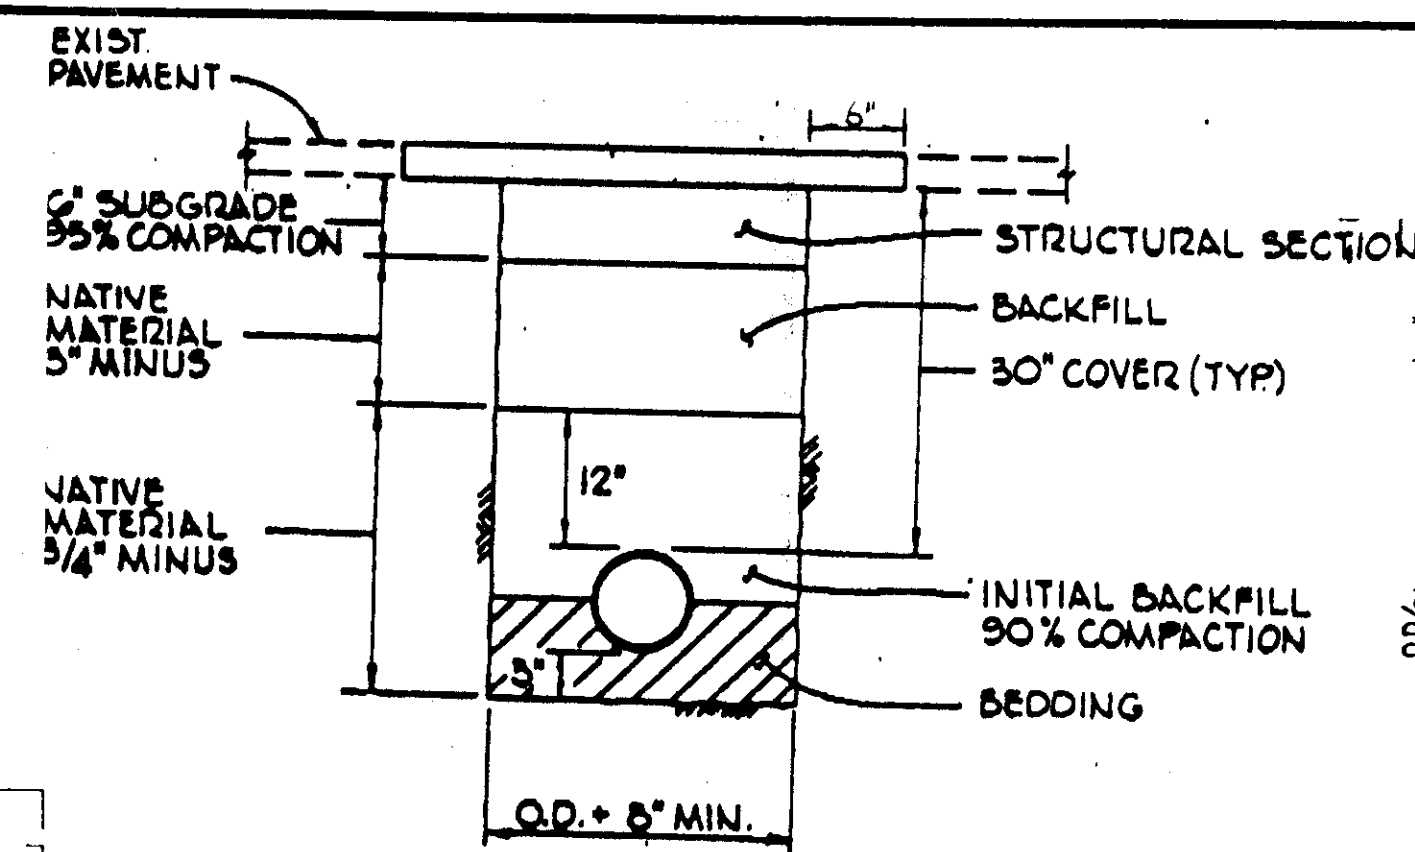 EXIST.
PAVEMENT
6"
6" SUBGRADE
95% COMPACTION
STRUCTURAL SECTION
NATIVE
MATERIAL
3" MINUS
BACKFILL
30" COVER (TYP.)
12"
NATIVE
MATERIAL
3/4" MINUS
INITIAL BACKFILL
90% COMPACTION
3"
BEDDING
O.D. + 8" MIN.